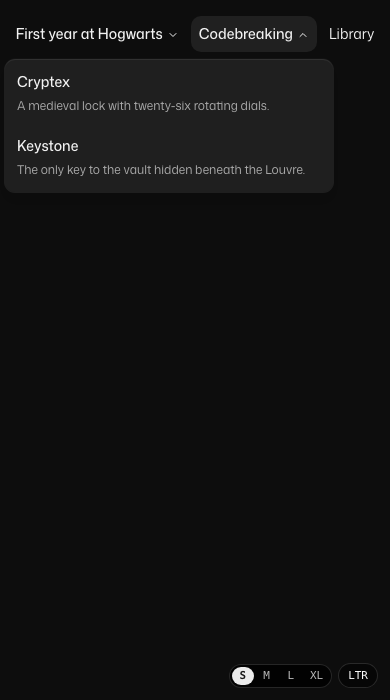 First year at Hogwarts Codebreaking Library
Cryptex
A medieval lock with twenty-six rotating dials.
Keystone
The only key to the vault hidden beneath the Louvre.
S M L XL LTR